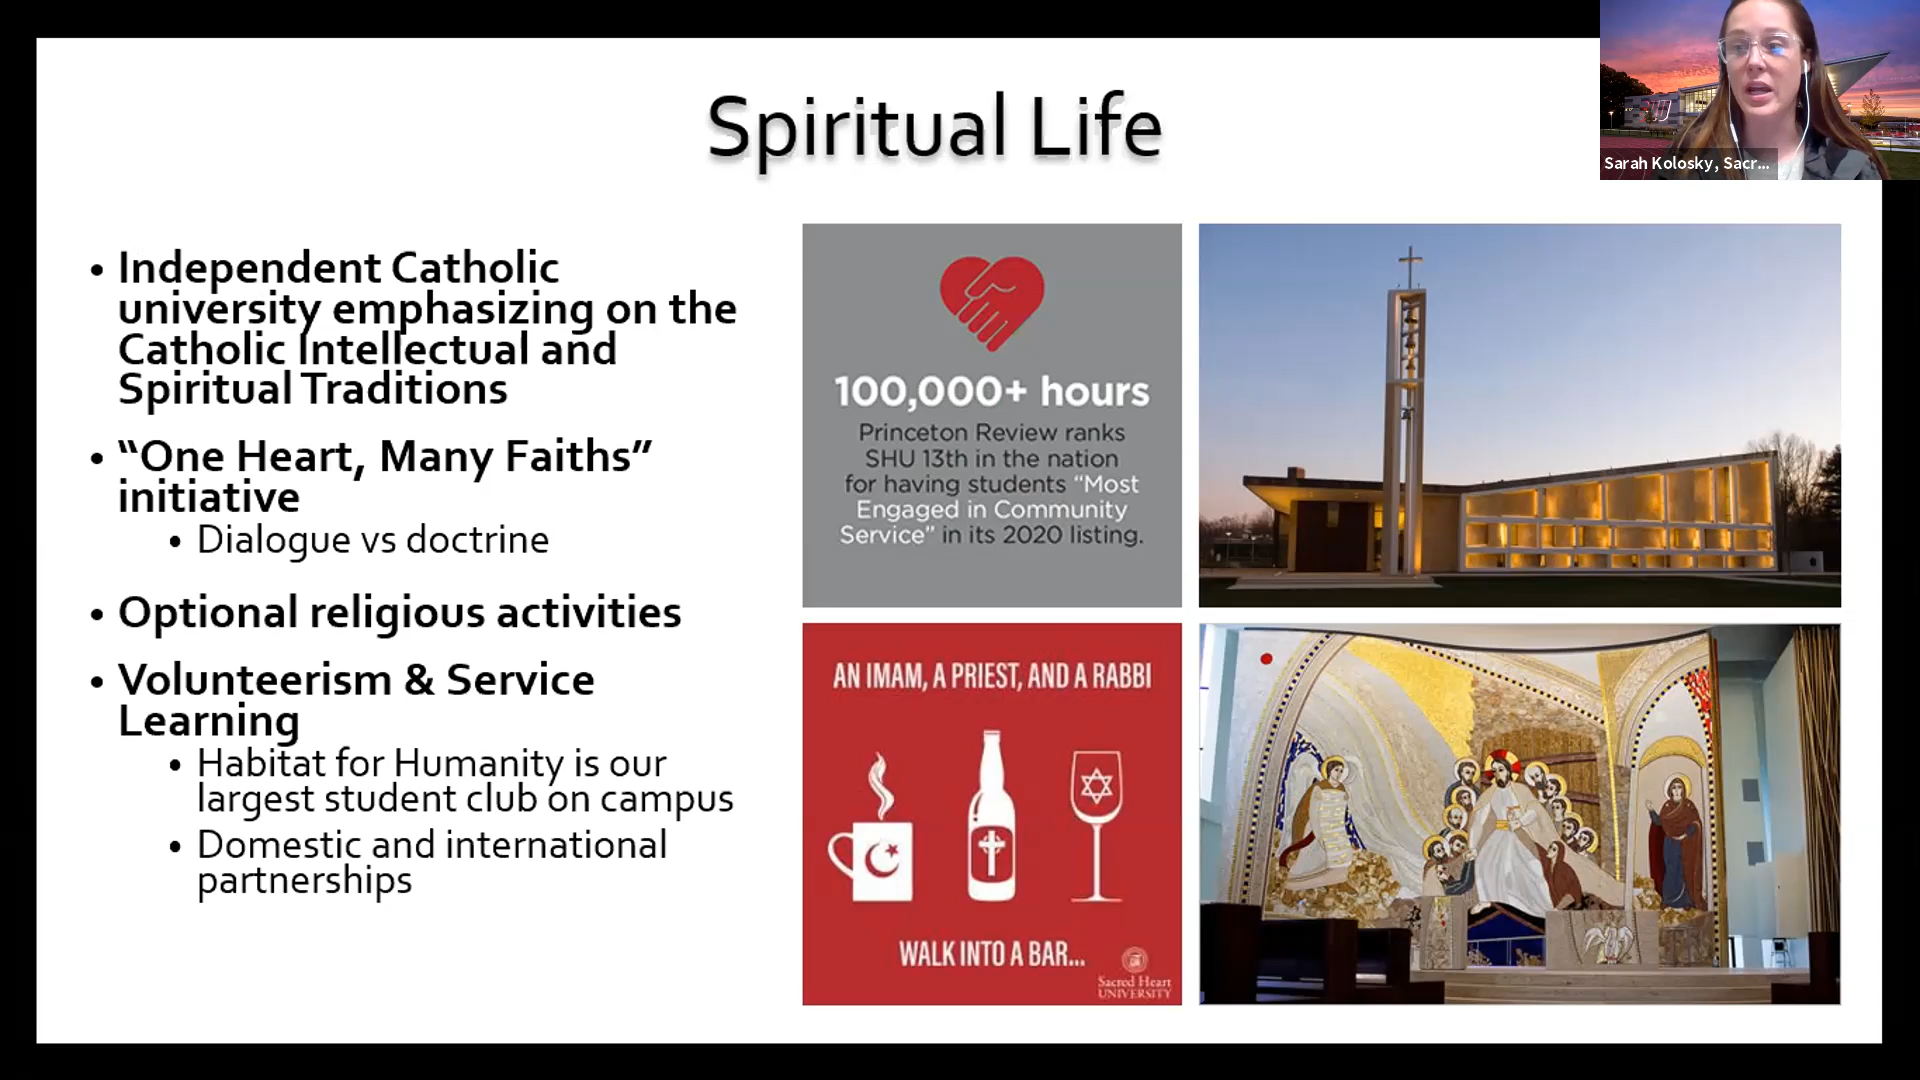 Spiritual Life
Sarah Kolosky, Sacr...
• Independent Catholic
university emphasizing on the
Catholic Intellectual and
Spiritual Traditions
• “One Heart, Many Faiths”
initiative
• Dialogue vs doctrine
• Optional religious activities
• Volunteerism & Service
Learning
• Habitat for Humanity is our
largest student club on campus
• Domestic and international
partnerships
100,000+ hours
Princeton Review ranks
SHU 13th in the nation
for having students “Most
Engaged in Community
Service” in its 2020 listing.
AN IMAM, A PRIEST, AND A RABBI
WALK INTO A BAR...
Sacred Heart
UNIVERSITY